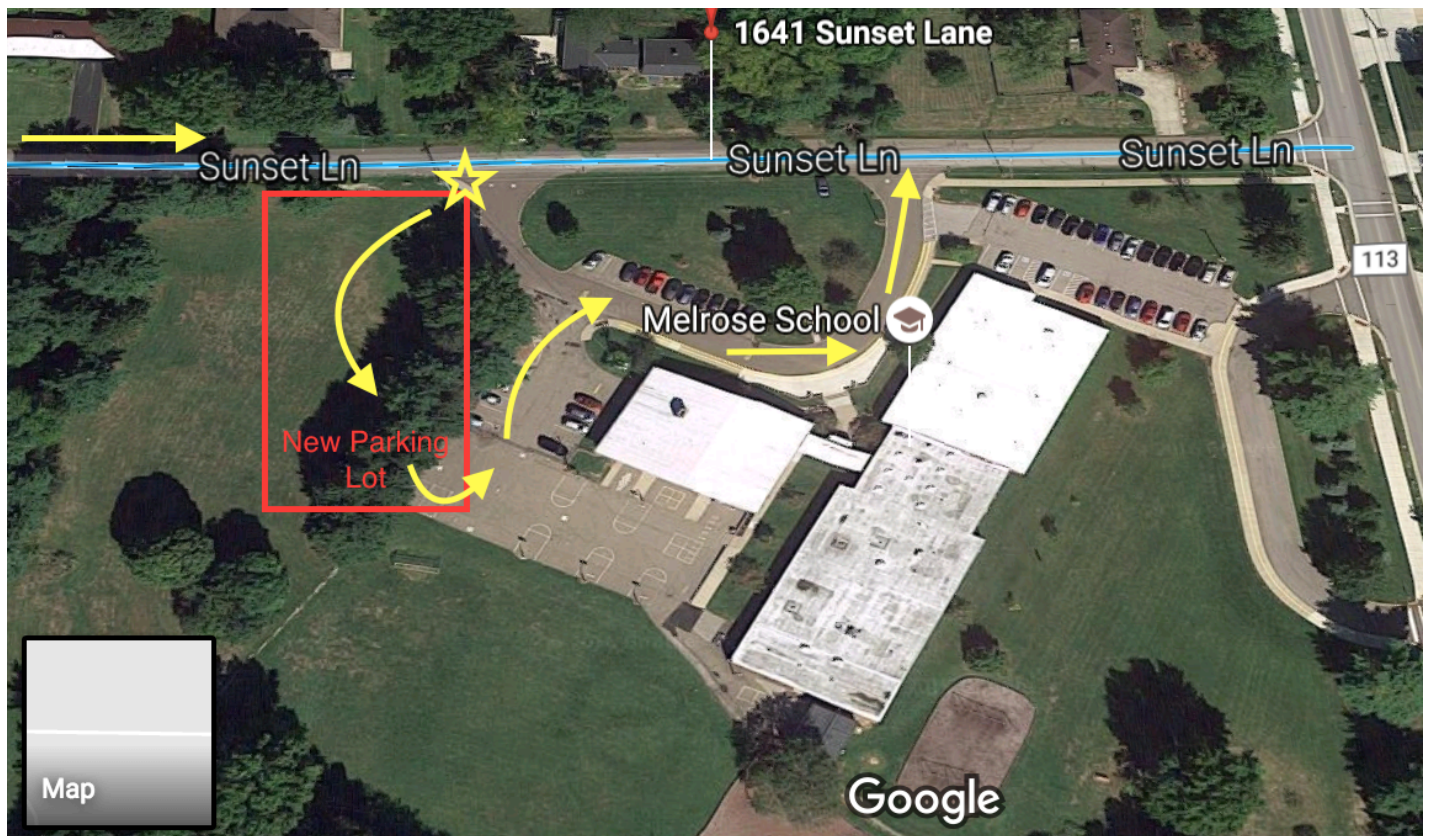 1641 Sunset Lane
Sunset Ln
Sunset Ln
Sunset Ln
113
Melrose School
New Parking
Lot
Map
Google